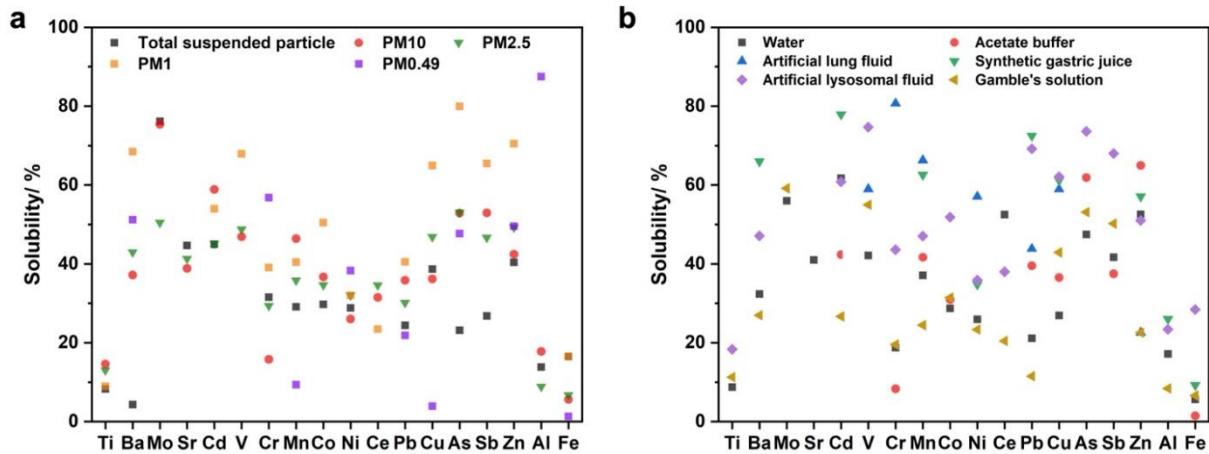 a
Total suspended particle PM10 PM2.5
PM1 PM0.49
Solubility/ %
100
80
60
40
20
0
Ti Ba Mo Sr Cd V Cr Mn Co Ni Ce Pb Cu As Sb Zn Al Fe
b
Water Acetate buffer
Artificial lung fluid Synthetic gastric juice
Artificial lysosomal fluid Gamble's solution
Solubility/ %
100
80
60
40
20
0
Ti Ba Mo Sr Cd V Cr Mn Co Ni Ce Pb Cu As Sb Zn Al Fe